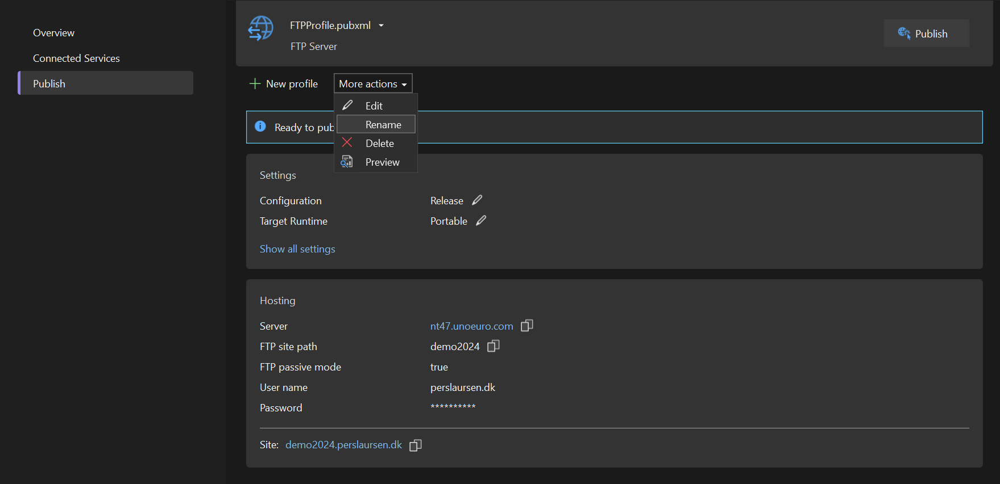 Overview
Connected Services
Publish
FTPProfile.pubxml
FTP Server
Publish
New profile
More actions
Edit
Rename
Delete
Preview
Ready to pub
Settings
Configuration Release
Target Runtime Portable
Show all settings
Hosting
Server nt47.unoeuro.com
FTP site path demo2024
FTP passive mode true
User name perslaursen.dk
Password **********
Site: demo2024.perslaursen.dk